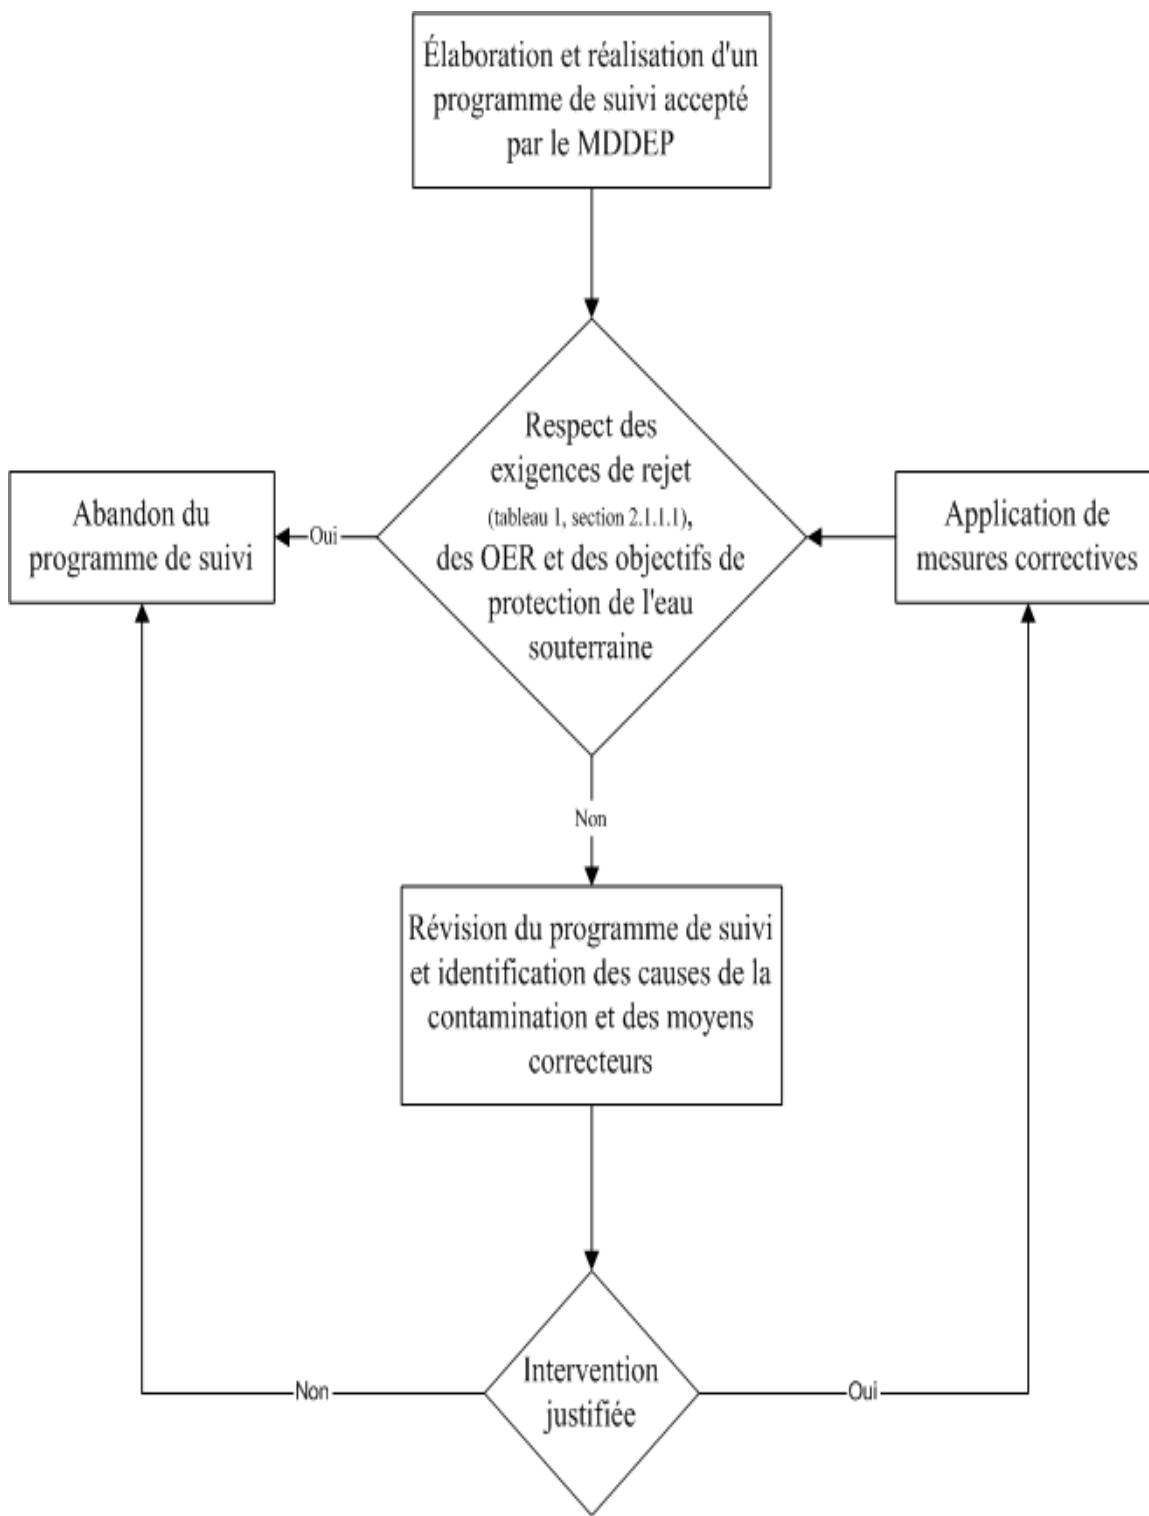 Élaboration et réalisation d'un
programme de suivi accepté
par le MDDEP
Respect des
exigences de rejet
(tableau 1, section 2.1.1.1),
des OER et des objectifs de
protection de l'eau
souterraine
Oui
Abandon du
programme de suivi
Application de
mesures correctives
Non
Révision du programme de suivi
et identification des causes de la
contamination et des moyens
correcteurs
Intervention
justifiée
Non
Oui